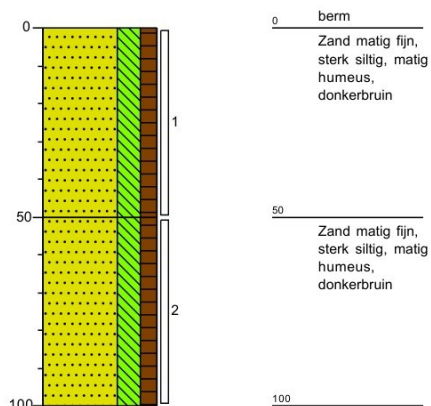 0
1
50
2
100
0
berm
Zand matig fijn,
sterk siltig, matig
humeus,
donkerbruin
50
Zand matig fijn,
sterk siltig, matig
humeus,
donkerbruin
100